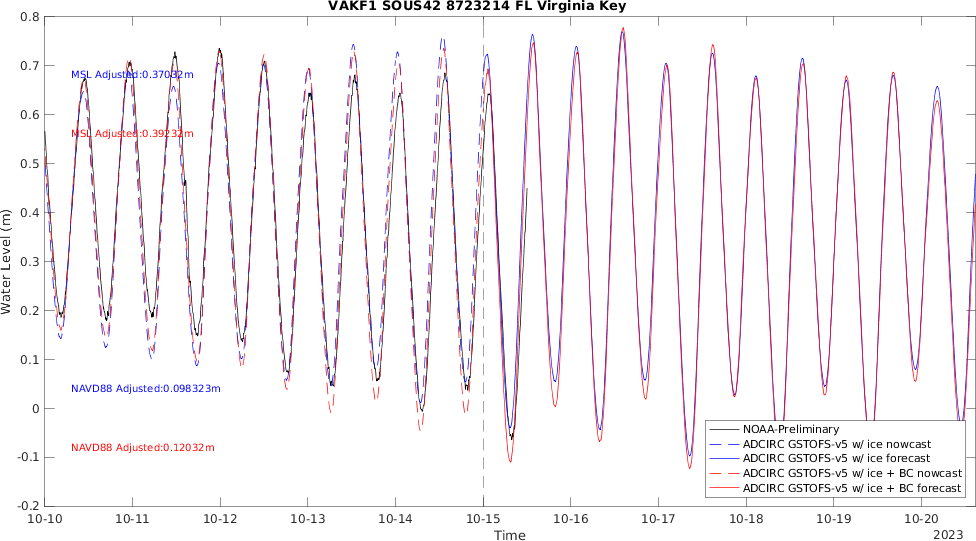 VAKF1 SOUS42 8723214 FL Virginia Key
0.8
0.7
0.6
0.5
0.4
0.3
0.2
0.1
0
-0.1
-0.2
Water Level (m)
MSL Adjusted:0.37032m
MSL Adjusted:0.39232m
NAVD88 Adjusted:0.098323m
NAVD88 Adjusted:0.12032m
NOAA-Preliminary
ADCIRC GSTOFS-v5 w/ ice nowcast
ADCIRC GSTOFS-v5 w/ ice forecast
ADCIRC GSTOFS-v5 w/ ice + BC nowcast
ADCIRC GSTOFS-v5 w/ ice + BC forecast
10-10 10-11 10-12 10-13 10-14 10-15 10-16 10-17 10-18 10-19 10-20
Time
2023